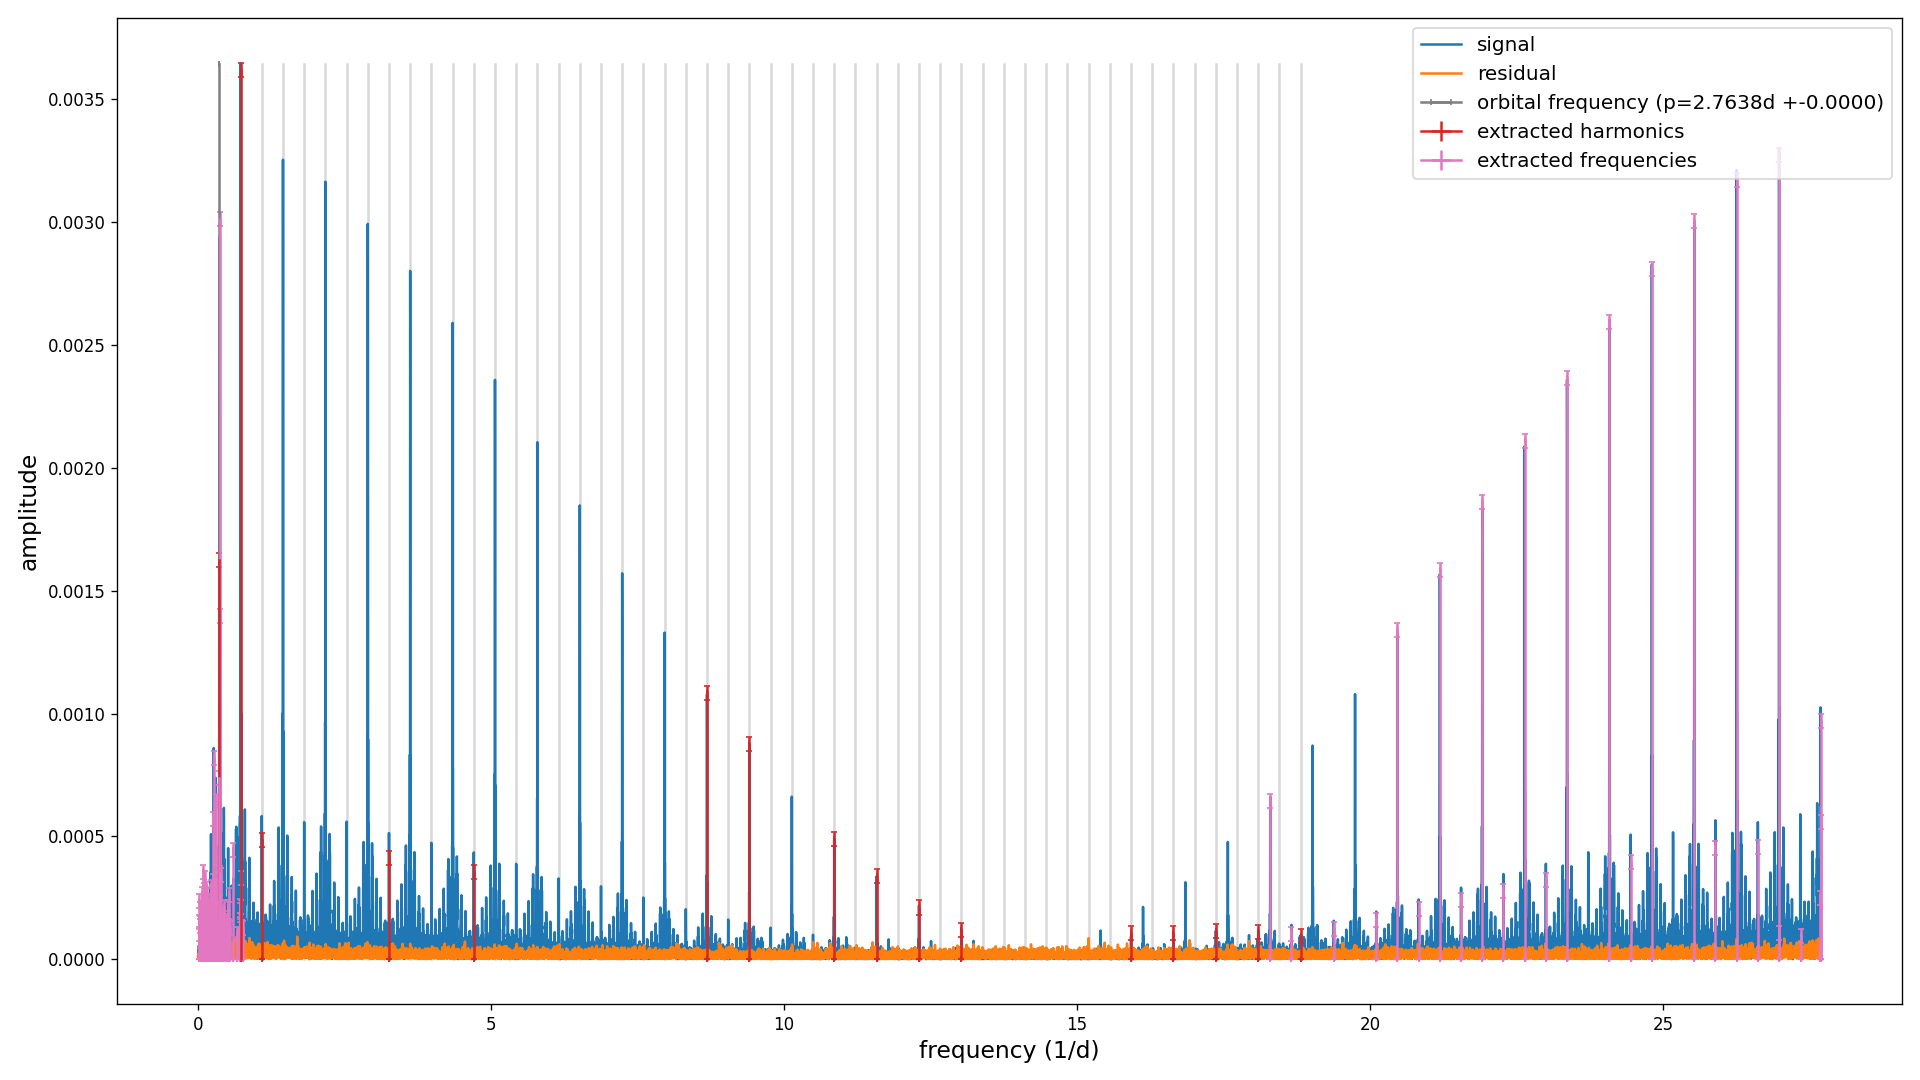 signal
residual
orbital frequency (p=2.7638d +-0.0000)
extracted harmonics
extracted frequencies
amplitude
0.0035
0.0030
0.0025
0.0020
0.0015
0.0010
0.0005
0.0000
0 5 10 15 20 25
frequency (1/d)